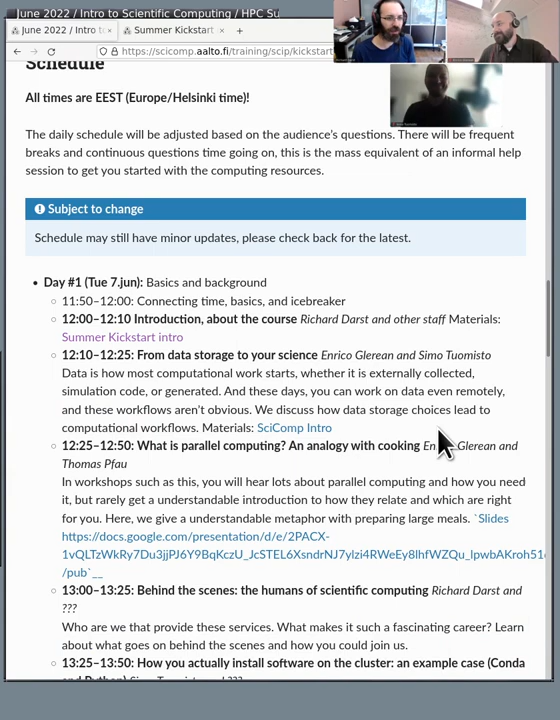 June 2022 / Intro to Scientific Computing / HPC Su
June 2022 / Intro to
Summer Kickstart
https://scicomp.aalto.fi/training/scip/kickstart
Schedule
All times are EEST (Europe/Helsinki time)!
The daily schedule will be adjusted based on the audience's questions. There will be frequent
breaks and continuous questions time going on, this is the mass equivalent of an informal help
session to get you started with the computing resources.
Subject to change
Schedule may still have minor updates, please check back for the latest.
• Day #1 (Tue 7.jun): Basics and background
○ 11:50–12:00: Connecting time, basics, and icebreaker
○ 12:00–12:10 Introduction, about the course Richard Darst and other staff Materials:
Summer Kickstart intro
○ 12:10–12:25: From data storage to your science Enrico Glerean and Simo Tuomisto
Data is how most computational work starts, whether it is externally collected,
simulation code, or generated. And these days, you can work on data even remotely,
and these workflows aren't obvious. We discuss how data storage choices lead to
computational workflows. Materials: SciComp Intro
○ 12:25–12:50: What is parallel computing? An analogy with cooking En Glerean and
Thomas Pfau
In workshops such as this, you will hear lots about parallel computing and how you need
it, but rarely get a understandable introduction to how they relate and which are right
for you. Here, we give a understandable metaphor with preparing large meals. `Slides
https://docs.google.com/presentation/d/e/2PACX-
1vQLTzWkRy7Du3jjPJ6Y9BqKczU_JcSTEL6XsndrNJ7ylzi4RWeEy8lhfWZQu_lpwbAKroh51
/pub`__
○ 13:00–13:25: Behind the scenes: the humans of scientific computing Richard Darst and
???
Who are we that provide these services. What makes it such a fascinating career? Learn
about what goes on behind the scenes and how you could join us.
○ 13:25–13:50: How you actually install software on the cluster: an example case (Conda
and Python) Simo Tuomisto and ???